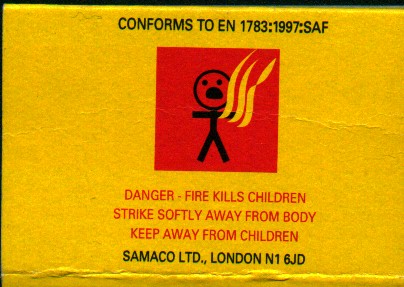 CONFORMS TO EN 1783:1997:SAF
DANGER - FIRE KILLS CHILDREN
STRIKE SOFTLY AWAY FROM BODY
KEEP AWAY FROM CHILDREN
SAMACO LTD., LONDON N1 6JD